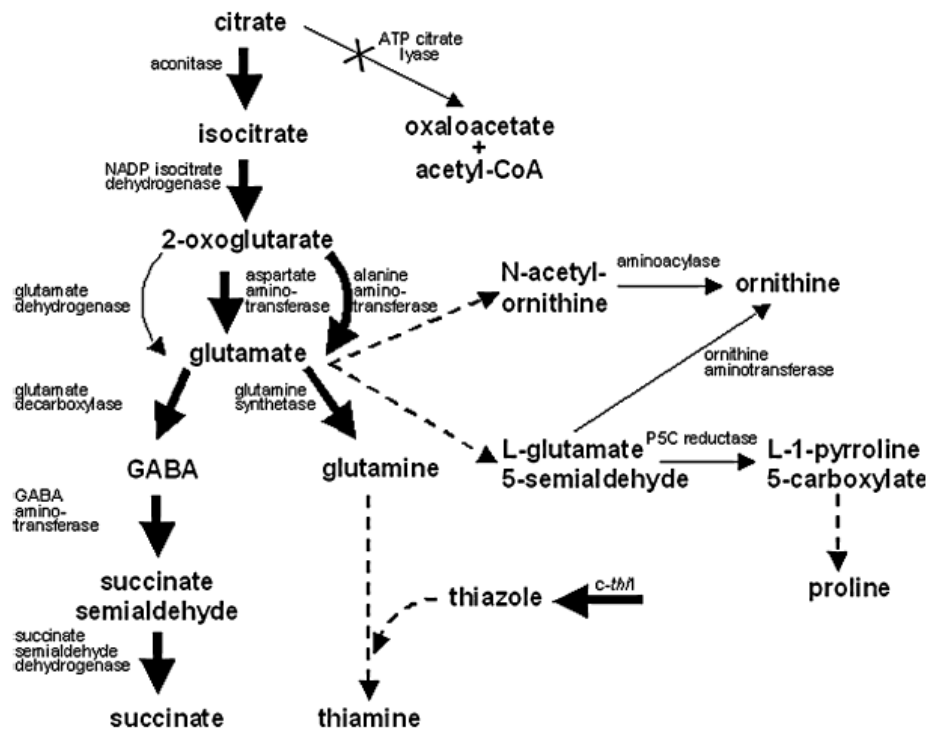 citrate
ATP citrate
lyase
aconitase
oxaloacetate
+
acetyl-CoA
isocitrate
NADP isocitrate
dehydrogenase
2-oxoglutarate
glutamate
dehydrogenase
aspartate
amino-
transferase
alanine
amino-
transferase
N-acetyl-
ornithine
aminoacylase
ornithine
glutamate
ornithine
aminotransferase
glutamate
decarboxylase
glutamine
synthetase
GABA
glutamine
L-glutamate
5-semialdehyde
P5C reductase
L-1-pyrroline
5-carboxylate
GABA
amino-
transferase
succinate
semialdehyde
thiazole
c-thi1
proline
succinate
semialdehyde
dehydrogenase
succinate
thiamine